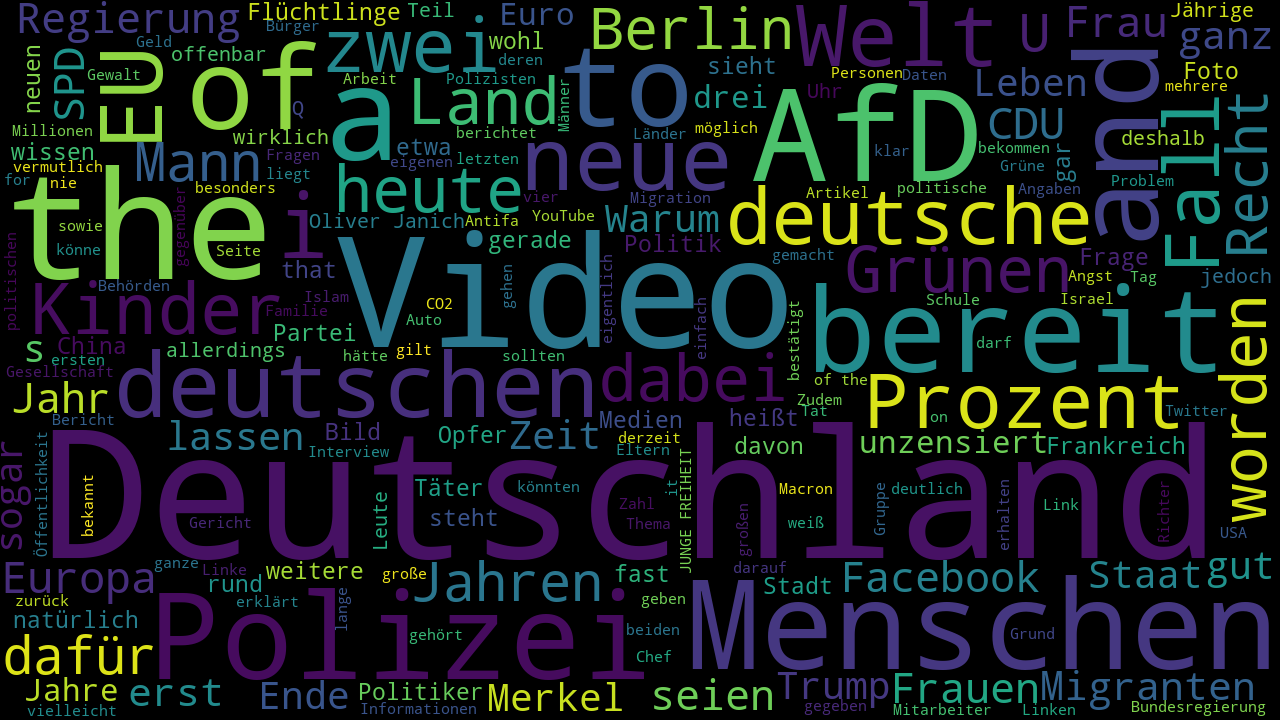 Regierung
Flüchtlinge
Teil
Euro
Berlin
Welt
U
Frau
Jährige
ganz
neuen
SPD
Bürger
Geld
offenbar
zwei
wohl
deren
sieht
Personen
Daten
Leben
Foto
mehrere
Gewalt
EU
of
Q
Arbeit
Polizisten
a
Land
Männer
to
drei
Uhr
AfD
CDU
and
Fall
Recht
Millionen
wirklich
berichtet
Länder
möglich
bekommen
deshalb
wissen
Mann
Fragen
etwa
eigenen
letzten
neue
klar
Grüne
gar
vermutlich
nie
for
liegt
besonders
heute
vier
Migration
Artikel
politische
Angaben
Problem
the
sowie
könne
gegenüber
i
Oliver Janich
Antifa
YouTube
Warum
deutsche
politischen
Seite
that
gerade
Politik
gemacht
Grünen
Frage
Angst
Tag
jedoch
Behörden
Kinder
Islam
Familie
Video
CO2
Auto
gehen
eigentlich
einfach
bestätigt
bereit
Schule
Israel
s
China
Partei
gilt
darf
ersten
allerdings
hätte
sollten
Gesellschaft
deutschen
dabei
of the
Zudem
Prozent
worden
Jahr
Tat
on
Twitter
Bericht
lassen
Bild
Opfer
Zeit
Medien
heißt
derzeit
davon
unzensiert
Frankreich
Interview
Eltern
sogar
Öffentlichkeit
bekannt
Deutschland
Leute
Täter
könnten
it
JUNGE FREIHEIT
Macron
Gruppe
deutlich
Link
Richter
erhalten
Gericht
steht
Zahl
Thema
großen
weiß
USA
Europa
ganze
Linke
rund
weitere
große
Jahren
fast
darauf
Stadt
Facebook
Staat
gut
zurück
erklärt
lange
geben
natürlich
Polizei
gehört
beiden
Menschen
Grund
dafür
Chef
Jahre
erst
Ende
Politiker
Merkel
seien
Trump
Frauen
Migranten
vielleicht
Informationen
gegeben
Mitarbeiter
Linken
Bundesregierung